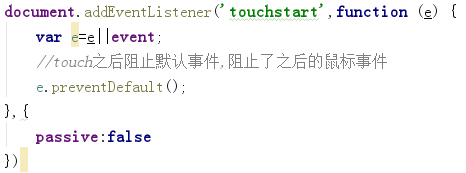 document.addEventListener('touchstart',function (e) {
    var e=e||event;
    //touch之后阻止默认事件,阻止了之后的鼠标事件
    e.preventDefault();
},{
    passive:false
})